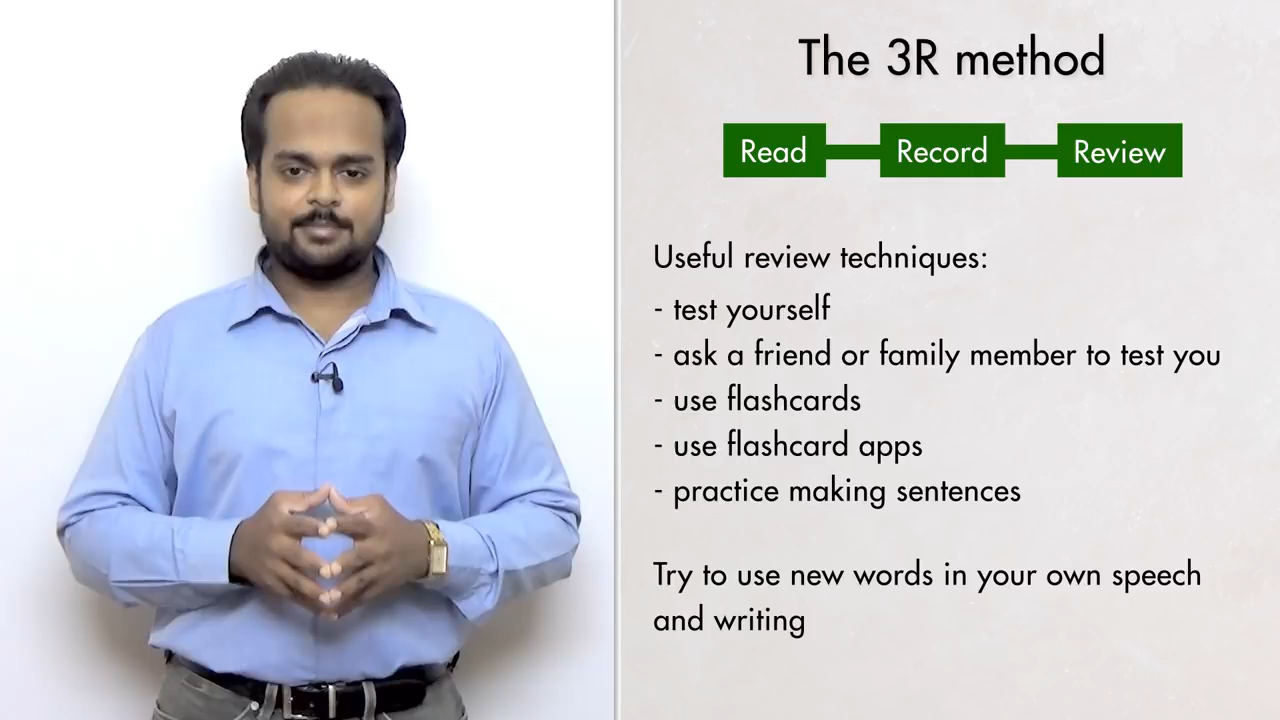 The 3R method
Read Record Review
Useful review techniques:
- test yourself
- ask a friend or family member to test you
- use flashcards
- use flashcard apps
- practice making sentences
Try to use new words in your own speech
and writing